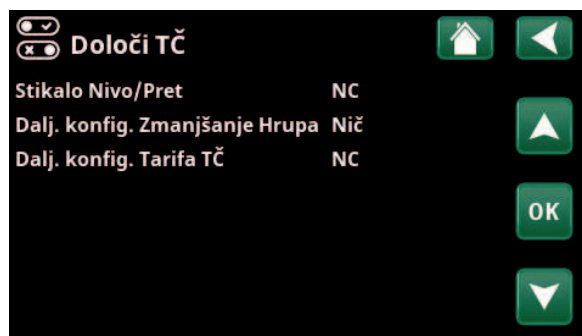 Določi TČ
Stikalo Nivo/Pret NC
Dalj. konfig. Zmanjšanje Hrupa Nič
Dalj. konfig. Tarifa TČ NC
OK